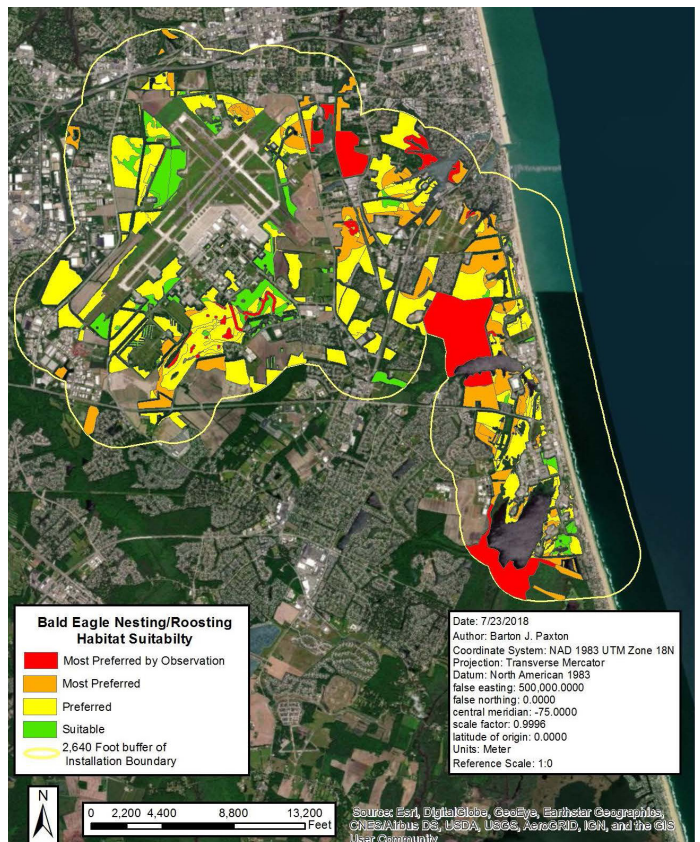 Bald Eagle Nesting/Roosting
Habitat Suitabilty
Most Preferred by Observation
Most Preferred
Preferred
Suitable
2,640 Foot buffer of
Installation Boundary
Date: 7/23/2018
Author: Barton J. Paxton
Coordinate System: NAD 1983 UTM Zone 18N
Projection: Transverse Mercator
Datum: North American 1983
false easting: 500,000.0000
false northing: 0.0000
central meridian: -75.0000
scale factor: 0.9996
latitude of origin: 0.0000
Units: Meter
Reference Scale: 1:0
N
0 2,200 4,400 8,800 13,200
Feet
Source: Esri, DigitalGlobe, GeoEye, Earthstar Geographics,
CNES/Airbus DS, USDA, USGS, AeroGRID, IGN, and the GIS
User Community